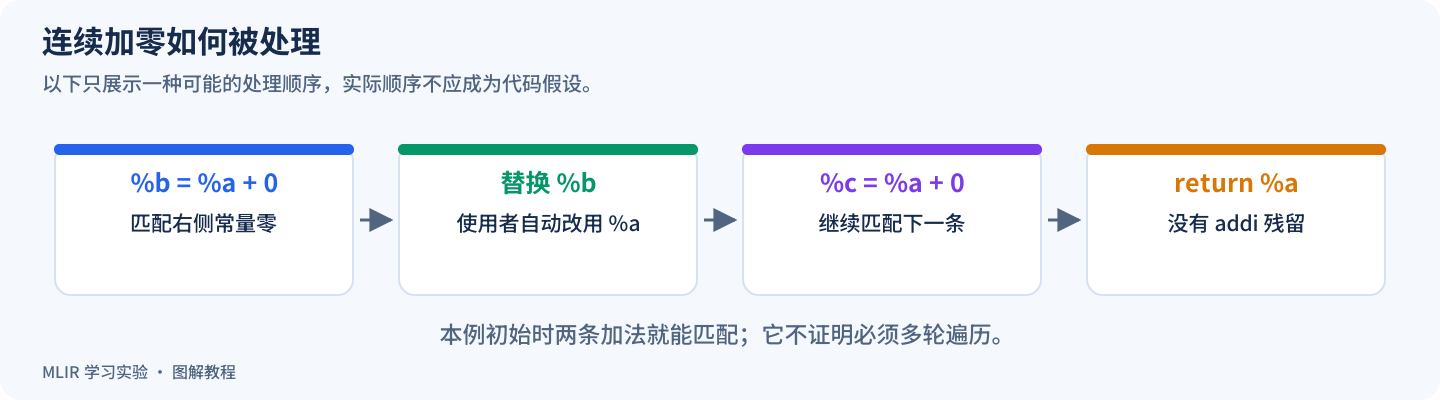 连续加零如何被处理
以下只展示一种可能的处理顺序，实际顺序不应成为代码假设。
%b = %a + 0
匹配右侧常量零
替换 %b
使用者自动改用 %a
%c = %a + 0
继续匹配下一条
return %a
没有 addi 残留
本例初始时两条加法就能匹配；它不证明必须多轮遍历。
MLIR 学习实验 · 图解教程